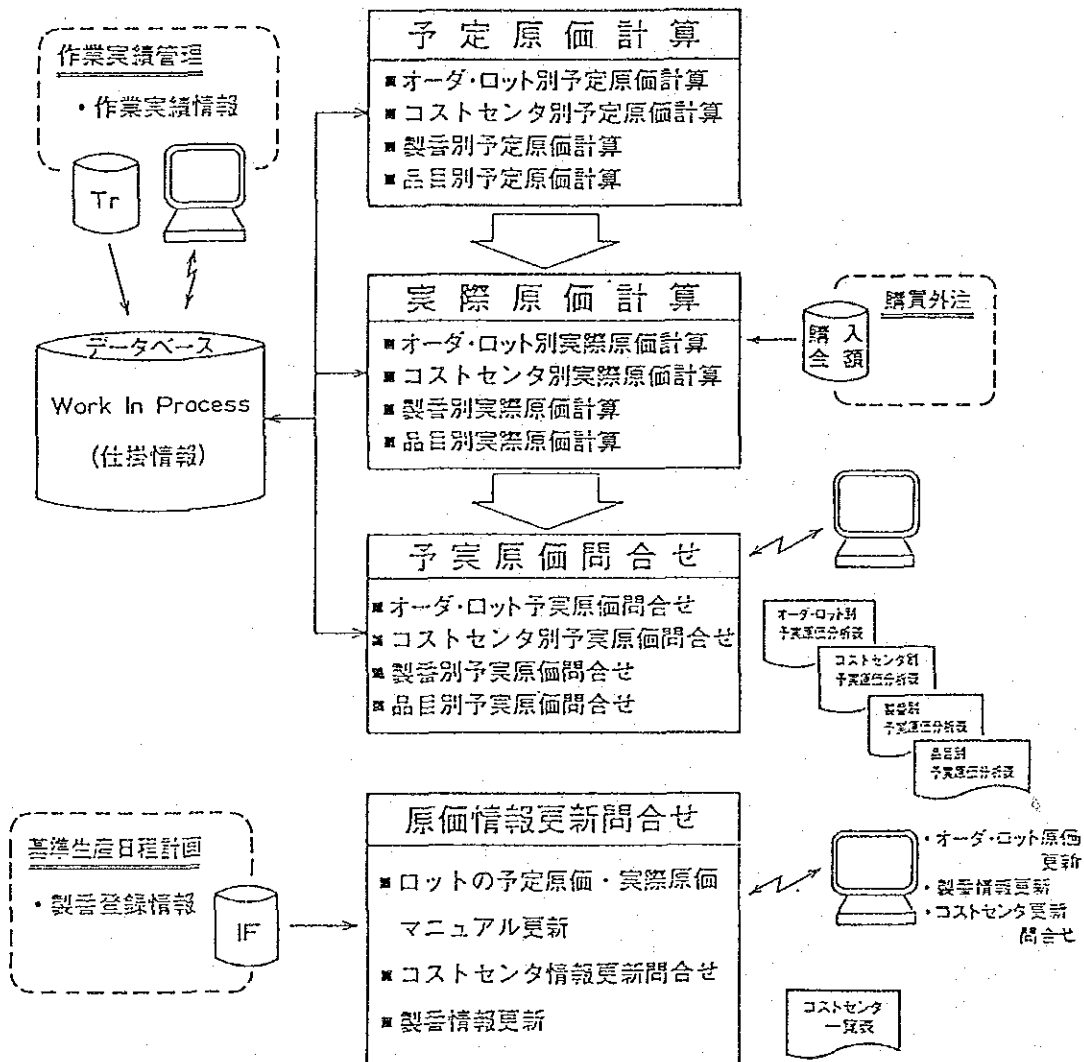 作業実績管理
・作業実績情報
Tr
データベース
Work In Process
(仕掛情報)
予定原価計算
■オーダ・ロット別予定原価計算
■コストセンタ別予定原価計算
■製番別予定原価計算
■品目別予定原価計算
実際原価計算
■オーダ・ロット別実際原価計算
■コストセンタ別実際原価計算
■製番別実際原価計算
■品目別実際原価計算
購買外注
購入
金額
予実原価問合せ
■オーダ・ロット予実原価問合せ
■コストセンタ別予実原価問合せ
■製番別予実原価問合せ
■品目別予実原価問合せ
オーダ・ロット別
予実原価分析表
コストセンタ別
予実原価分析表
製番別
予実原価分析表
品目別
予実原価分析表
基準生産日程計画
・製番登録情報
IF
原価情報更新問合せ
■ロットの予定原価・実際原価
マニュアル更新
■コストセンタ情報更新問合せ
■製番情報更新
・オーダ・ロット原価
更新
・製番情報更新
・コストセンタ更新
問合せ
コストセンタ
一覧表